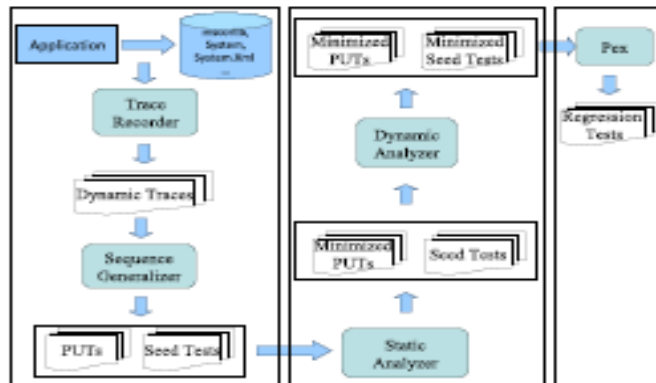 Application
mscorlib,
System,
System.Xml
...
Trace
Recorder
Dynamic Traces
Sequence
Generalizer
PUTs
Seed Tests
Minimized
PUTs
Minimized
Seed Tests
Dynamic
Analyzer
Minimized
PUTs
Seed Tests
Static
Analyzer
Pex
Regression
Tests